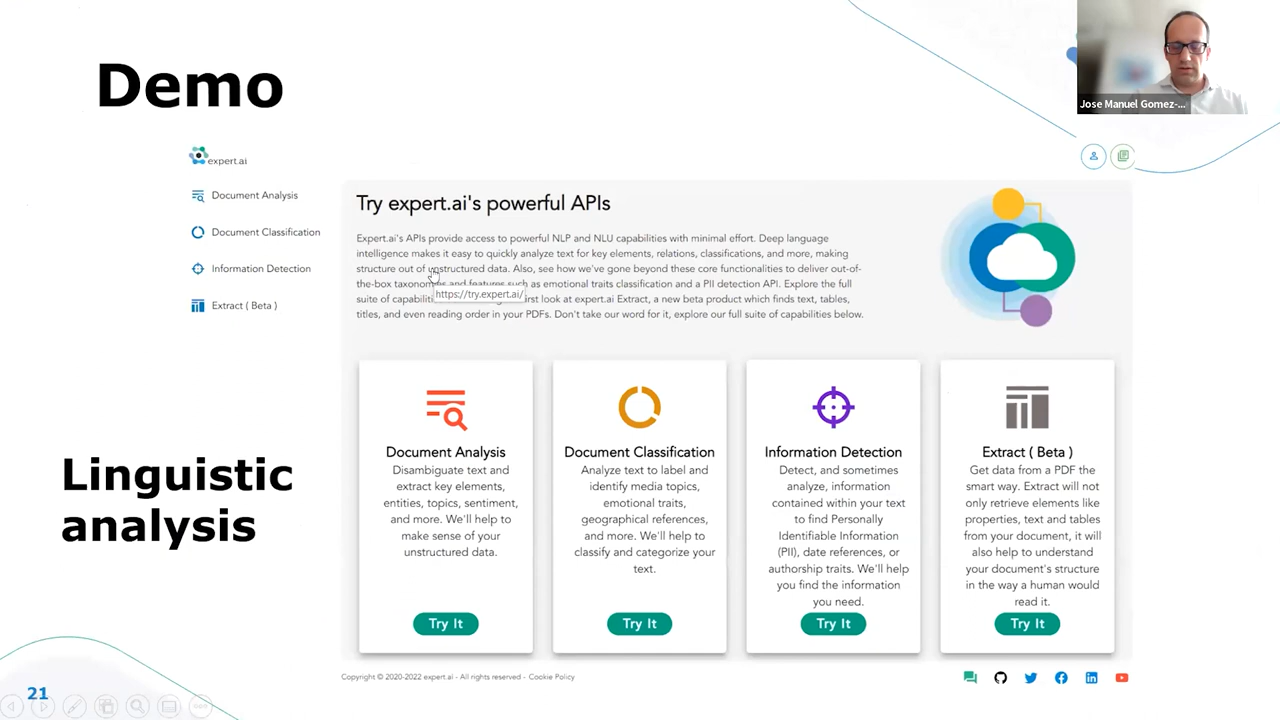 Demo
Jose Manuel Gomez-...
expert.ai
Document Analysis
Document Classification
Information Detection
Extract ( Beta )
Try expert.ai's powerful APIs
Expert.ai's APIs provide access to powerful NLP and NLU capabilities with minimal effort. Deep language
intelligence makes it easy to quickly analyze text for key elements, relations, classifications, and more, making
structure out of unstructured data. Also, see how we've gone beyond these core functionalities to deliver out-of-
the-box taxonomies and features such as emotional traits classification and a PII detection API. Explore the full
https://try.expert.ai/
suite of capabilit irst look at expert.ai Extract, a new beta product which finds text, tables,
titles, and even reading order in your PDFs. Don't take our word for it, explore our full suite of capabilities below.
Linguistic
analysis
Document Analysis
Disambiguate text and
extract key elements,
entities, topics, sentiment,
and more. We'll help to
make sense of your
unstructured data.
Try It
Document Classification
Analyze text to label and
identify media topics,
emotional traits,
geographical references,
and more. We'll help to
classify and categorize your
text.
Try It
Information Detection
Detect, and sometimes
analyze, information
contained within your text
to find Personally
Identifiable Information
(PII), date references, or
authorship traits. We'll help
you find the information
you need.
Try It
Extract ( Beta )
Get data from a PDF the
smart way. Extract will not
only retrieve elements like
properties, text and tables
from your document, it will
also help to understand
your document's structure
in the way a human would
read it.
Try It
Copyright © 2020-2022 expert.ai - All rights reserved - Cookie Policy
21